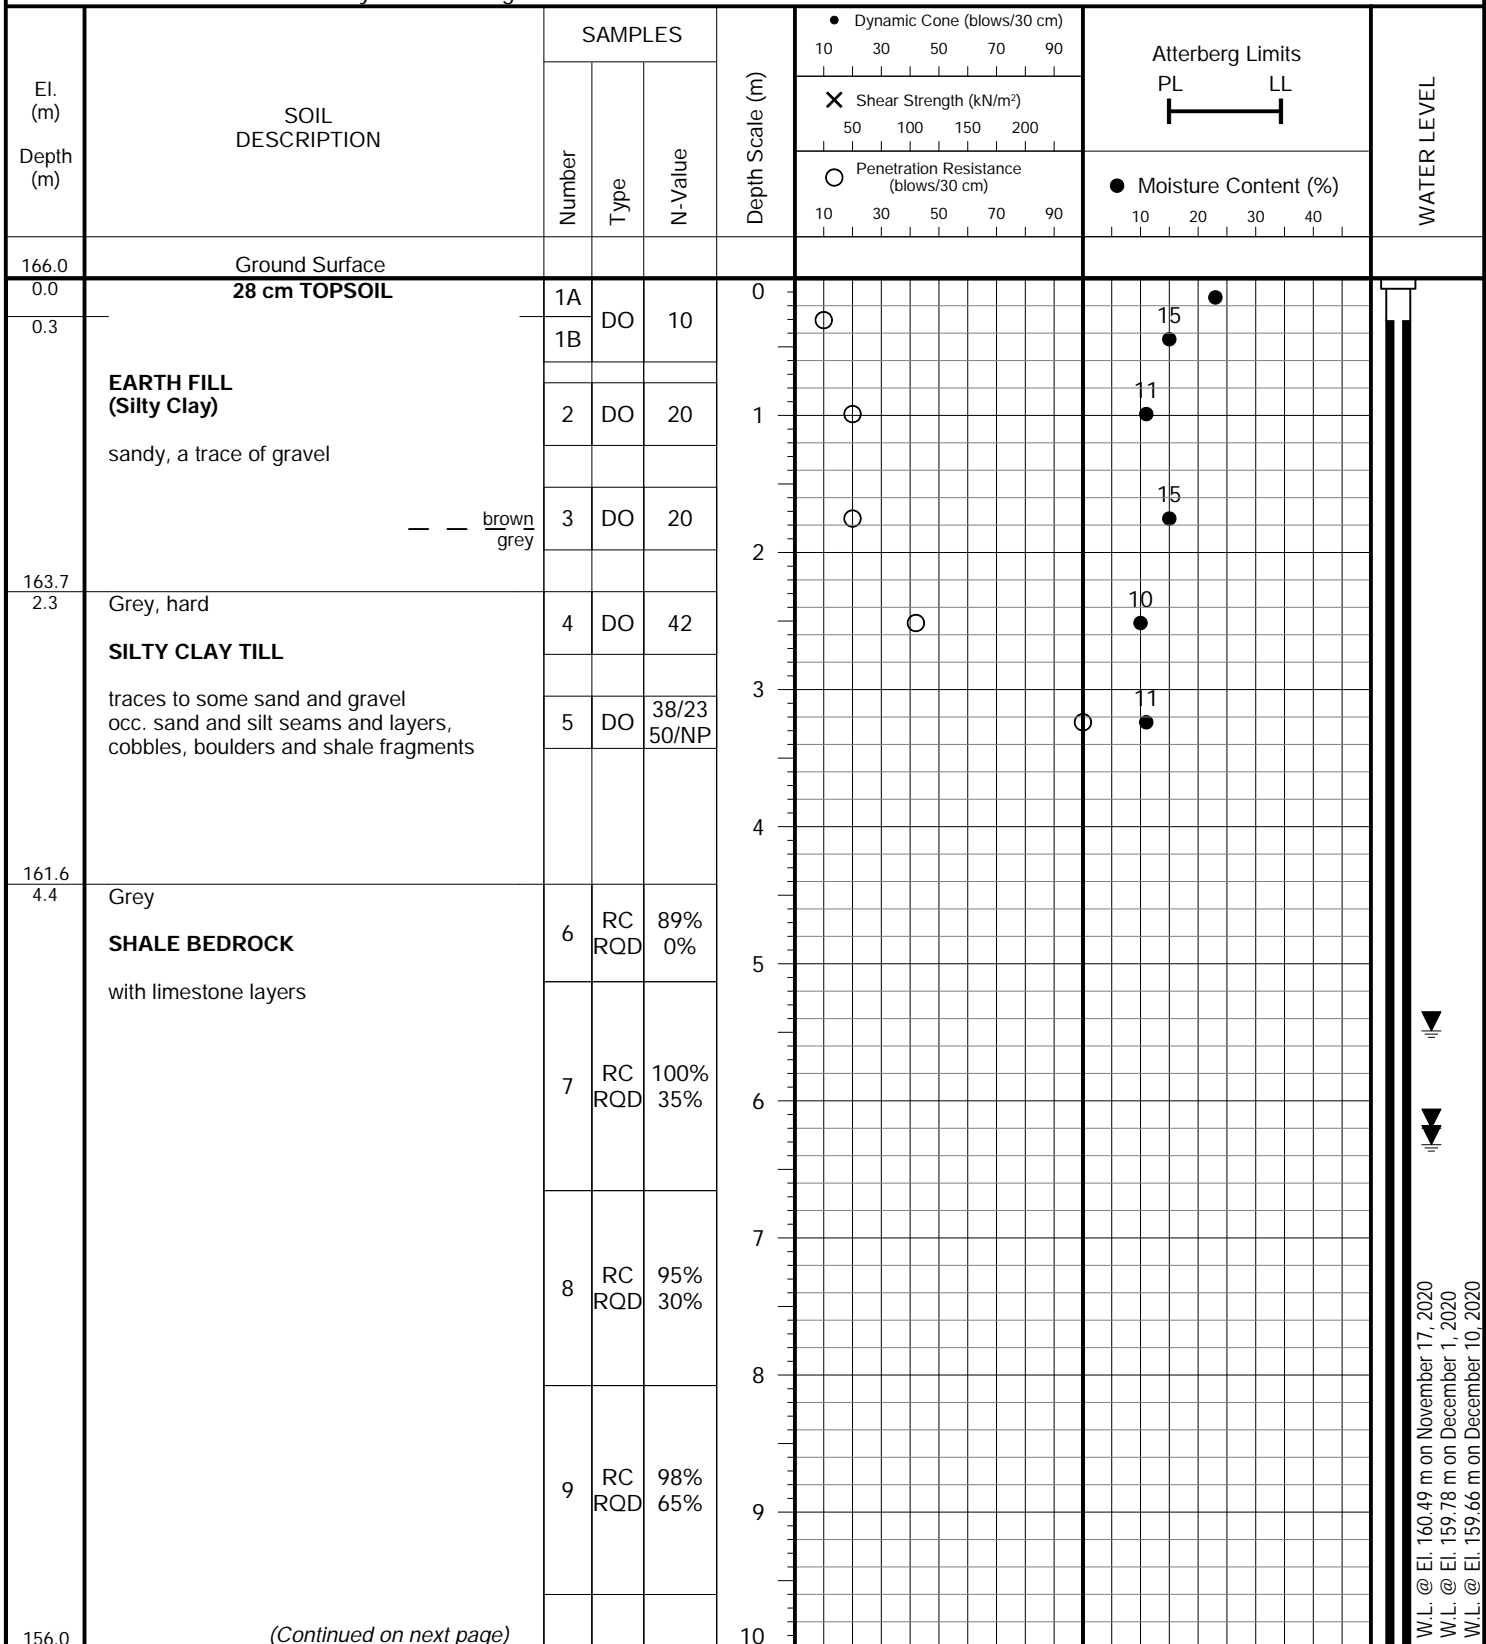 El.
(m)
Depth
(m)
SOIL
DESCRIPTION
SAMPLES
Number
Type
N-Value
Depth Scale (m)
● Dynamic Cone (blows/30 cm)
10 30 50 70 90
✕ Shear Strength (kN/m²)
50 100 150 200
○ Penetration Resistance
(blows/30 cm)
10 30 50 70 90
Atterberg Limits
PL LL
● Moisture Content (%)
10 20 30 40
WATER LEVEL
166.0 Ground Surface
0.0 28 cm TOPSOIL 1A 0
DO 10 15
0.3 1B
EARTH FILL
(Silty Clay) 11
2 DO 20 1
sandy, a trace of gravel
15
brown 3 DO 20
grey
2
163.7
2.3 Grey, hard 10
4 DO 42
SILTY CLAY TILL
traces to some sand and gravel 3 11
occ. sand and silt seams and layers, 5 DO 38/23
cobbles, boulders and shale fragments 50/NP
4
161.6
4.4 Grey
6 RC 89%
RQD 0%
SHALE BEDROCK
5
with limestone layers
7 RC 100%
RQD 35%
6
7
8 RC 95%
RQD 30%
8
9 RC 98%
RQD 65%
9
W.L. @ El. 160.49 m on November 17, 2020
W.L. @ El. 159.78 m on December 1, 2020
W.L. @ El. 159.66 m on December 10, 2020
156.0 (Continued on next page) 10